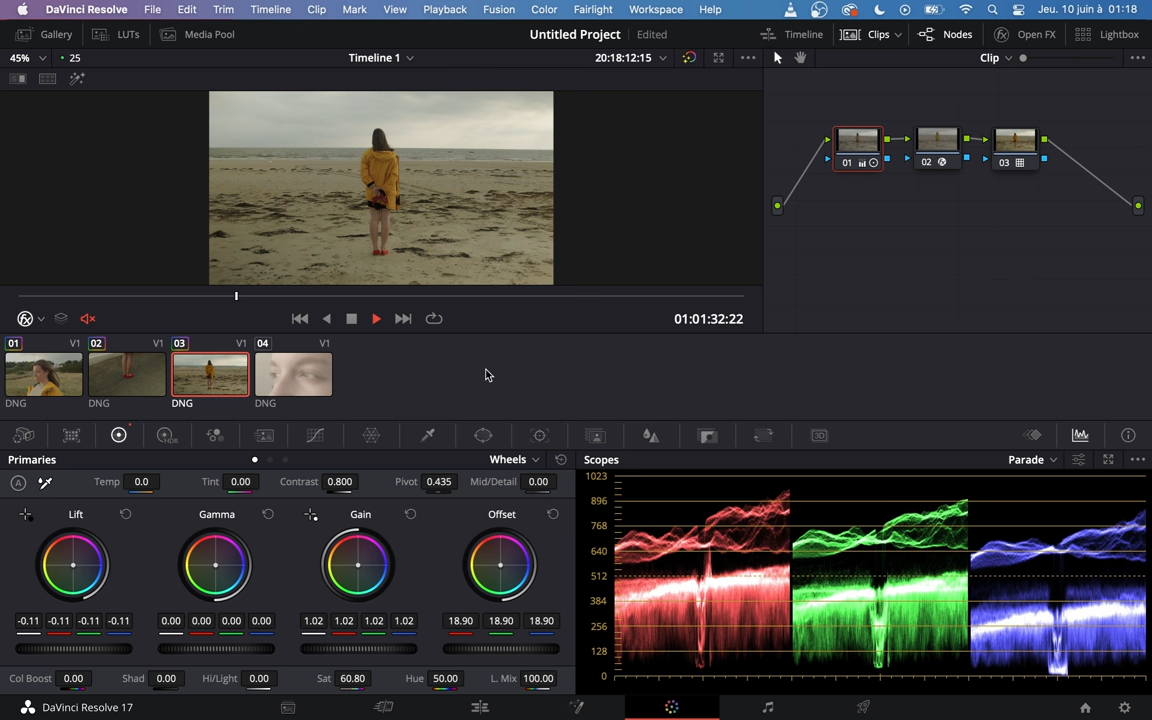 DaVinci Resolve File Edit Trim Timeline Clip Mark View Playback Fusion Color Fairlight Workspace Help Jeu. 10 juin à 01:18
Gallery LUTs Media Pool Untitled Project Edited Timeline Clips Nodes Open FX Lightbox
45% 25 Timeline 1 20:18:12:15 Clip
01 02 03
01:01:32:22
01 V1 02 V1 03 V1 04 V1
DNG DNG DNG DNG
Primaries Wheels Scopes Parade
A Temp 0.0 Tint 0.00 Contrast 0.800 Pivot 0.435 Mid/Detail 0.00
Lift Gamma Gain Offset
-0.11 -0.11 -0.11 -0.11 0.00 0.00 0.00 0.00 1.02 1.02 1.02 1.02 18.90 18.90 18.90
Col Boost 0.00 Shad 0.00 Hi/Light 0.00 Sat 60.80 Hue 50.00 L. Mix 100.00
1023
896
768
640
512
384
256
128
0
DaVinci Resolve 17